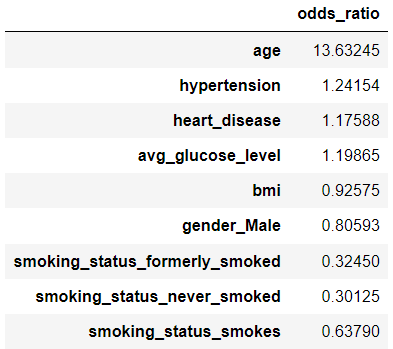 odds_ratio
age 13.63245
hypertension 1.24154
heart_disease 1.17588
avg_glucose_level 1.19865
bmi 0.92575
gender_Male 0.80593
smoking_status_formerly_smoked 0.32450
smoking_status_never_smoked 0.30125
smoking_status_smokes 0.63790